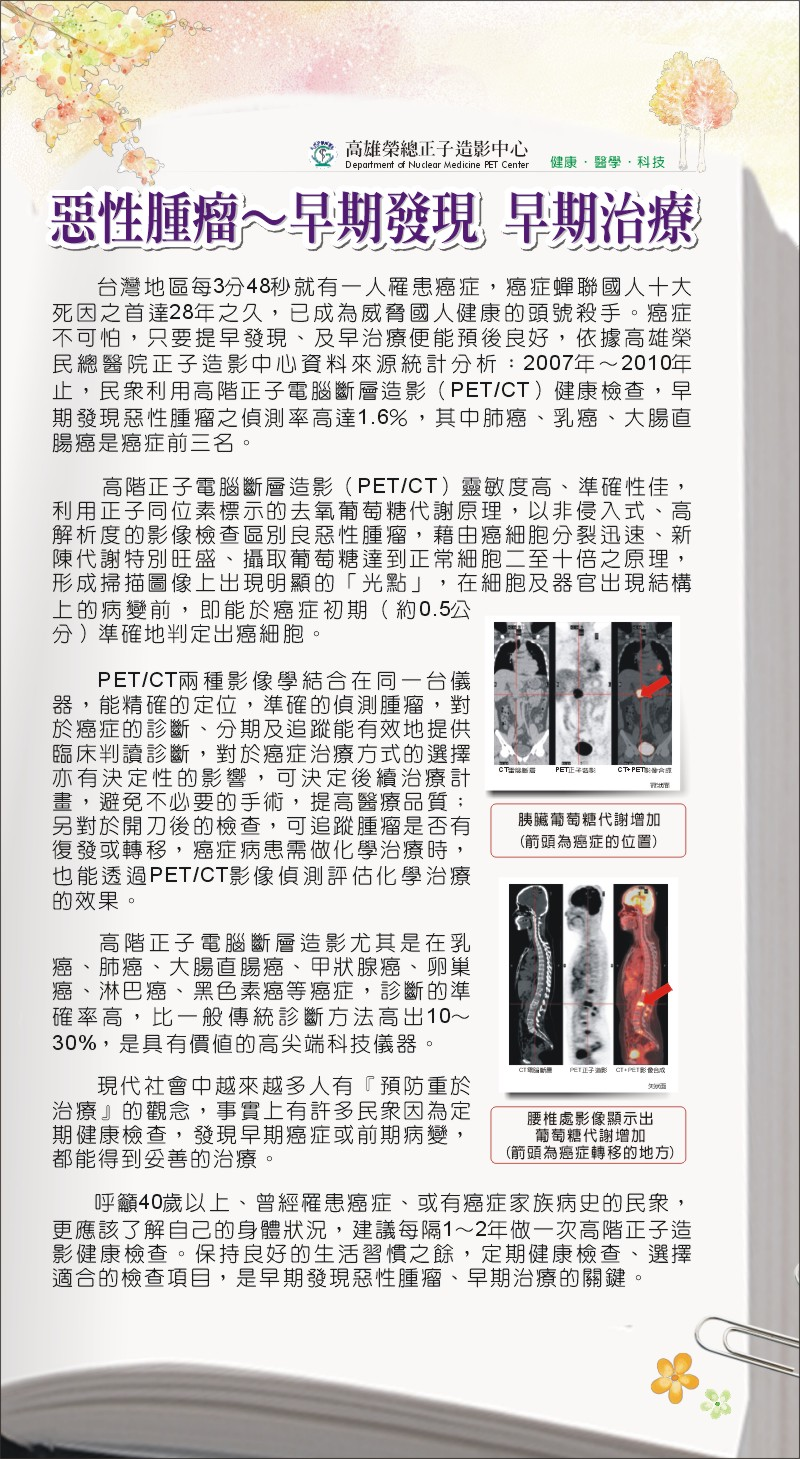 高雄榮總正子造影中心
Department of Nuclear Medicine PET Center
健康·醫學·科技
惡性腫瘤～早期發現 早期治療
台灣地區每3分48秒就有一人罹患癌症，癌症蟬聯國人十大
死因之首達28年之久，已成為威脅國人健康的頭號殺手。癌症
不可怕，只要提早發現、及早治療便能預後良好，依據高雄榮
民總醫院正子造影中心資料來源統計分析：2007年～2010年
止，民眾利用高階正子電腦斷層造影（PET/CT）健康檢查，早
期發現惡性腫瘤之偵測率高達1.6%，其中肺癌、乳癌、大腸直
腸癌是癌症前三名。
高階正子電腦斷層造影（PET/CT）靈敏度高、準確性佳，
利用正子同位素標示的去氧葡萄糖代謝原理，以非侵入式、高
解析度的影像檢查區別良惡性腫瘤，藉由癌細胞分裂迅速、新
陳代謝特別旺盛、攝取葡萄糖達到正常細胞二至十倍之原理，
形成掃描圖像上出現明顯的「光點」，在細胞及器官出現結構
上的病變前，即能於癌症初期（約0.5公
分）準確地判定出癌細胞。
PET/CT兩種影像學結合在同一台儀
器，能精確的定位，準確的偵測腫瘤，對
於癌症的診斷、分期及追蹤能有效地提供
臨床判讀診斷，對於癌症治療方式的選擇
亦有決定性的影響，可決定後續治療計
畫，避免不必要的手術，提高醫療品質；
另對於開刀後的檢查，可追蹤腫瘤是否有
復發或轉移，癌症病患需做化學治療時，
也能透過PET/CT影像偵測評估化學治療
的效果。
高階正子電腦斷層造影尤其是在乳
癌、肺癌、大腸直腸癌、甲狀腺癌、卵巢
癌、淋巴癌、黑色素癌等癌症，診斷的準
確率高，比一般傳統診斷方法高出10～
30%，是具有價值的高尖端科技儀器。
現代社會中越來越多人有『預防重於
治療』的觀念，事實上有許多民眾因為定
期健康檢查，發現早期癌症或前期病變，
都能得到妥善的治療。
CT電腦斷層 PET正子造影 CT+PET影像合成
冠狀面
胰臟葡萄糖代謝增加
(箭頭為癌症的位置)
CT電腦斷層 PET正子造影 CT+PET影像合成
矢狀面
腰椎處影像顯示出
葡萄糖代謝增加
(箭頭為癌症轉移的地方)
呼籲40歲以上、曾經罹患癌症、或有癌症家族病史的民眾，
更應該了解自己的身體狀況，建議每隔1～2年做一次高階正子造
影健康檢查。保持良好的生活習慣之餘，定期健康檢查、選擇
適合的檢查項目，是早期發現惡性腫瘤、早期治療的關鍵。